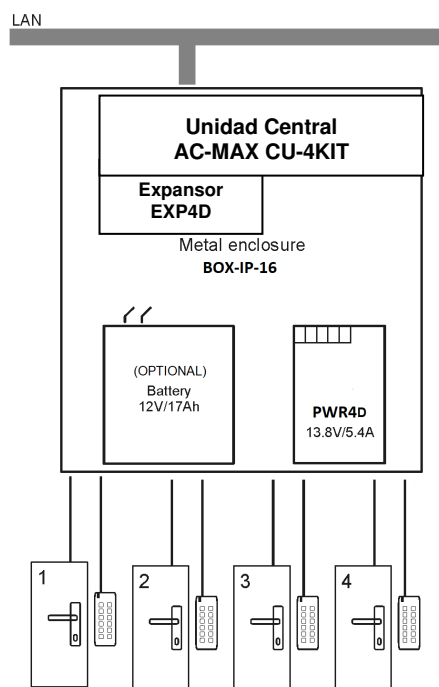 LAN
Unidad Central
AC-MAX CU-4KIT
Expansor
EXP4D
Metal enclosure
BOX-IP-16
(OPTIONAL)
Battery
12V/17Ah
PWR4D
13.8V/5.4A
1
2
3
4